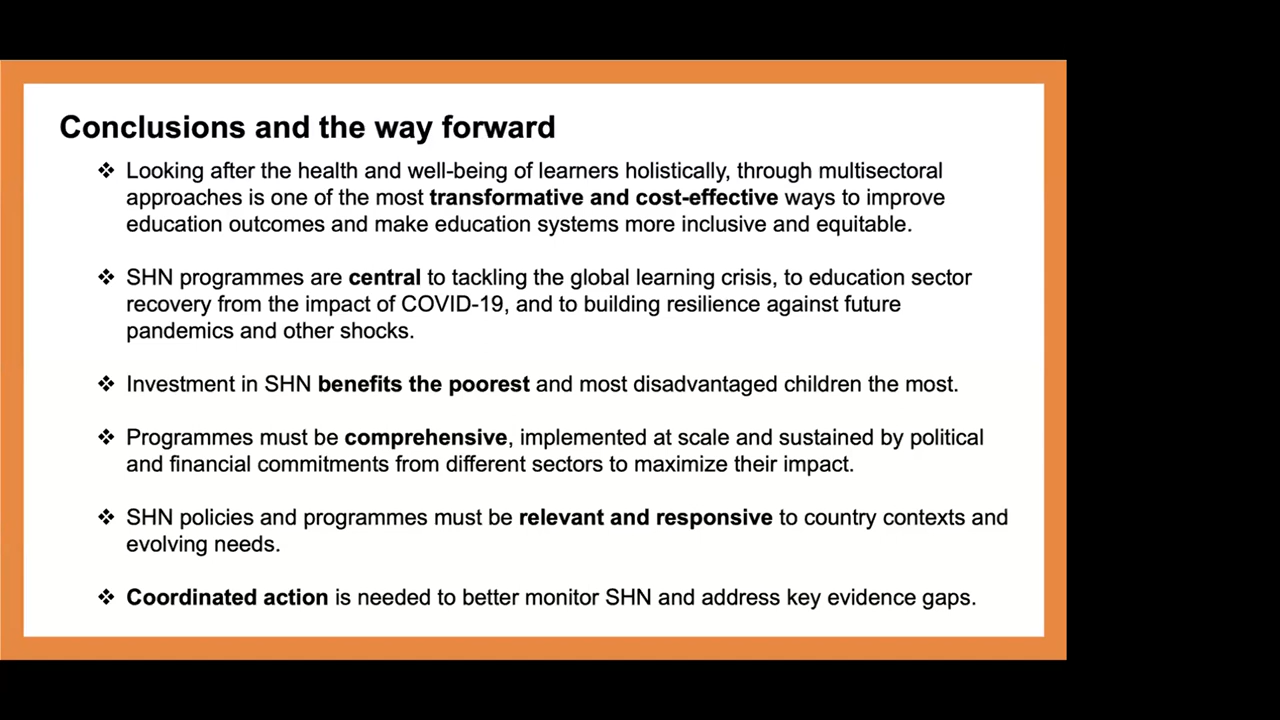 Conclusions and the way forward
❖ Looking after the health and well-being of learners holistically, through multisectoral
approaches is one of the most transformative and cost-effective ways to improve
education outcomes and make education systems more inclusive and equitable.
❖ SHN programmes are central to tackling the global learning crisis, to education sector
recovery from the impact of COVID-19, and to building resilience against future
pandemics and other shocks.
❖ Investment in SHN benefits the poorest and most disadvantaged children the most.
❖ Programmes must be comprehensive, implemented at scale and sustained by political
and financial commitments from different sectors to maximize their impact.
❖ SHN policies and programmes must be relevant and responsive to country contexts and
evolving needs.
❖ Coordinated action is needed to better monitor SHN and address key evidence gaps.